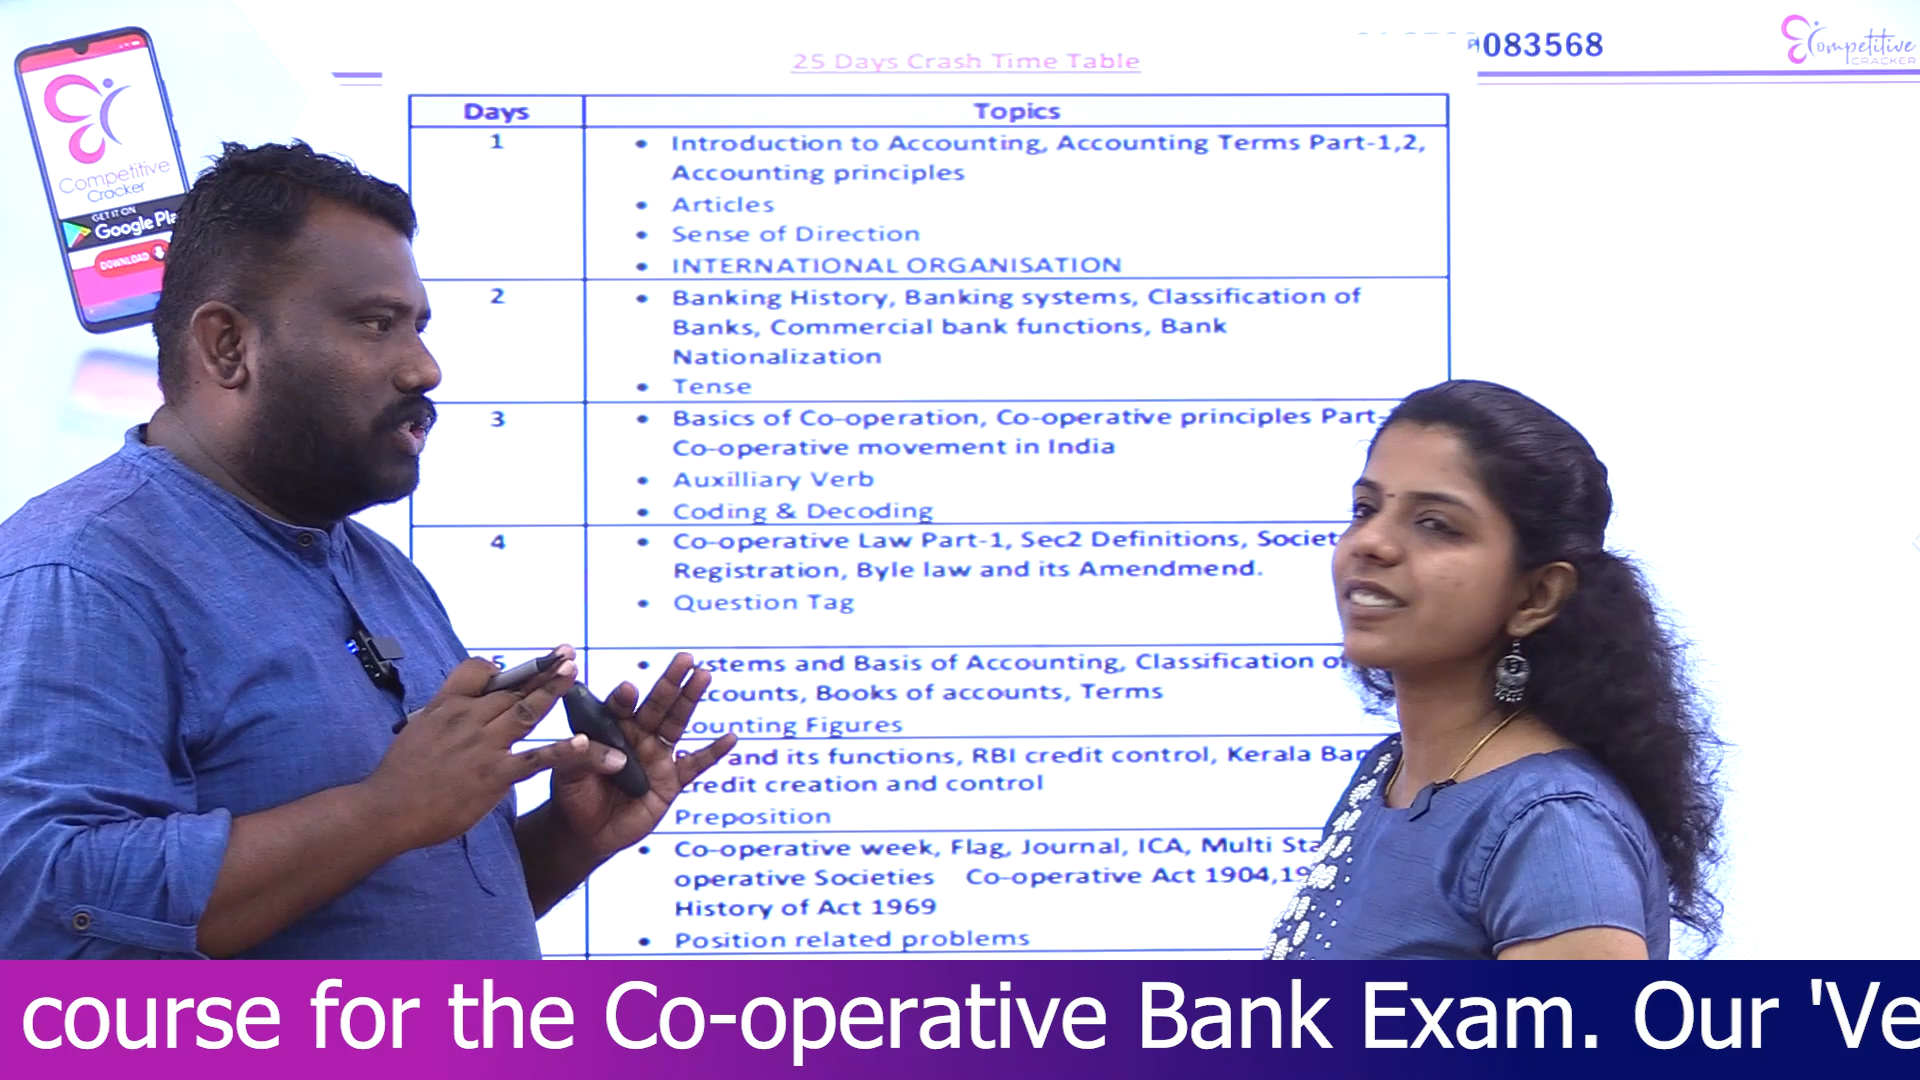 083568
Competitive
CRACKER
25 Days Crash Time Table
Competitive
Cracker
GET IT ON
Google Pla
DOWNLOAD
Days
Topics
1
• Introduction to Accounting, Accounting Terms Part-1,2,
Accounting principles
• Articles
• Sense of Direction
• INTERNATIONAL ORGANISATION
2
• Banking History, Banking systems, Classification of
Banks, Commercial bank functions, Bank
Nationalization
• Tense
3
• Basics of Co-operation, Co-operative principles Part-
Co-operative movement in India
• Auxilliary Verb
• Coding & Decoding
4
• Co-operative Law Part-1, Sec2 Definitions, Societ
Registration, Byle law and its Amendmend.
• Question Tag
5
• ystems and Basis of Accounting, Classification of
ccounts, Books of accounts, Terms
ounting Figures
and its functions, RBI credit control, Kerala Ban
credit creation and control
Preposition
• Co-operative week, Flag, Journal, ICA, Multi Sta
operative Societies Co-operative Act 1904,19
History of Act 1969
• Position related problems
course for the Co-operative Bank Exam. Our 'Ve